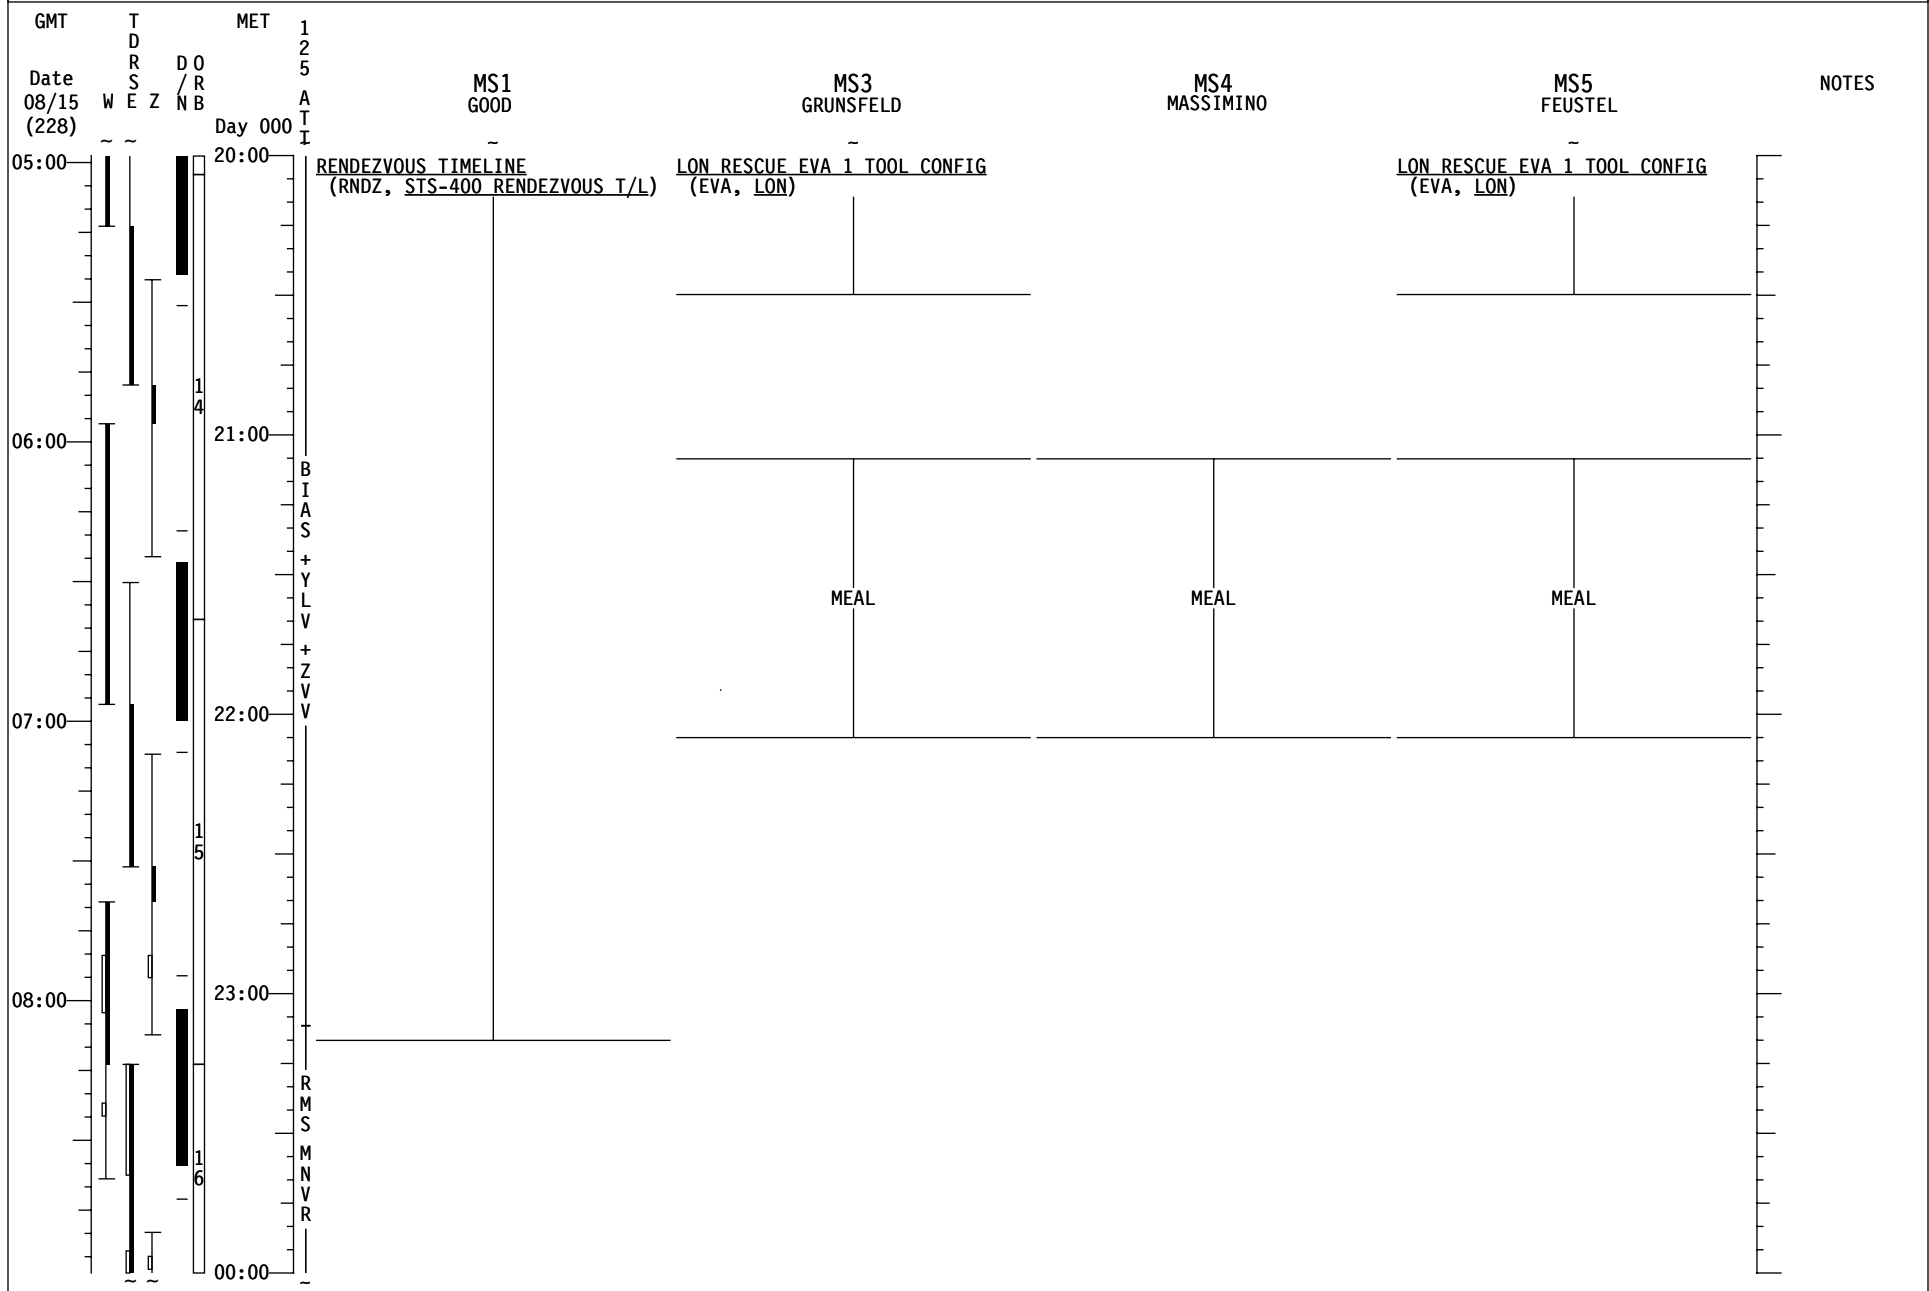 GMT
TDRS
MET
125 ATT
Date
08/15
(228)
W E Z
D/N
ORB
Day 000
MS1
GOOD
MS3
GRUNSFELD
MS4
MASSIMINO
MS5
FEUSTEL
NOTES
~ ~ ~ ~ ~ ~
05:00
20:00
RENDEZVOUS TIMELINE
(RNDZ, STS-400 RENDEZVOUS T/L)
LON RESCUE EVA 1 TOOL CONFIG
(EVA, LON)
LON RESCUE EVA 1 TOOL CONFIG
(EVA, LON)
14
06:00
21:00
BIAS +YLV +ZVV
MEAL
MEAL
MEAL
07:00
22:00
15
08:00
23:00
RMS MNVR
16
00:00
~ ~ ~